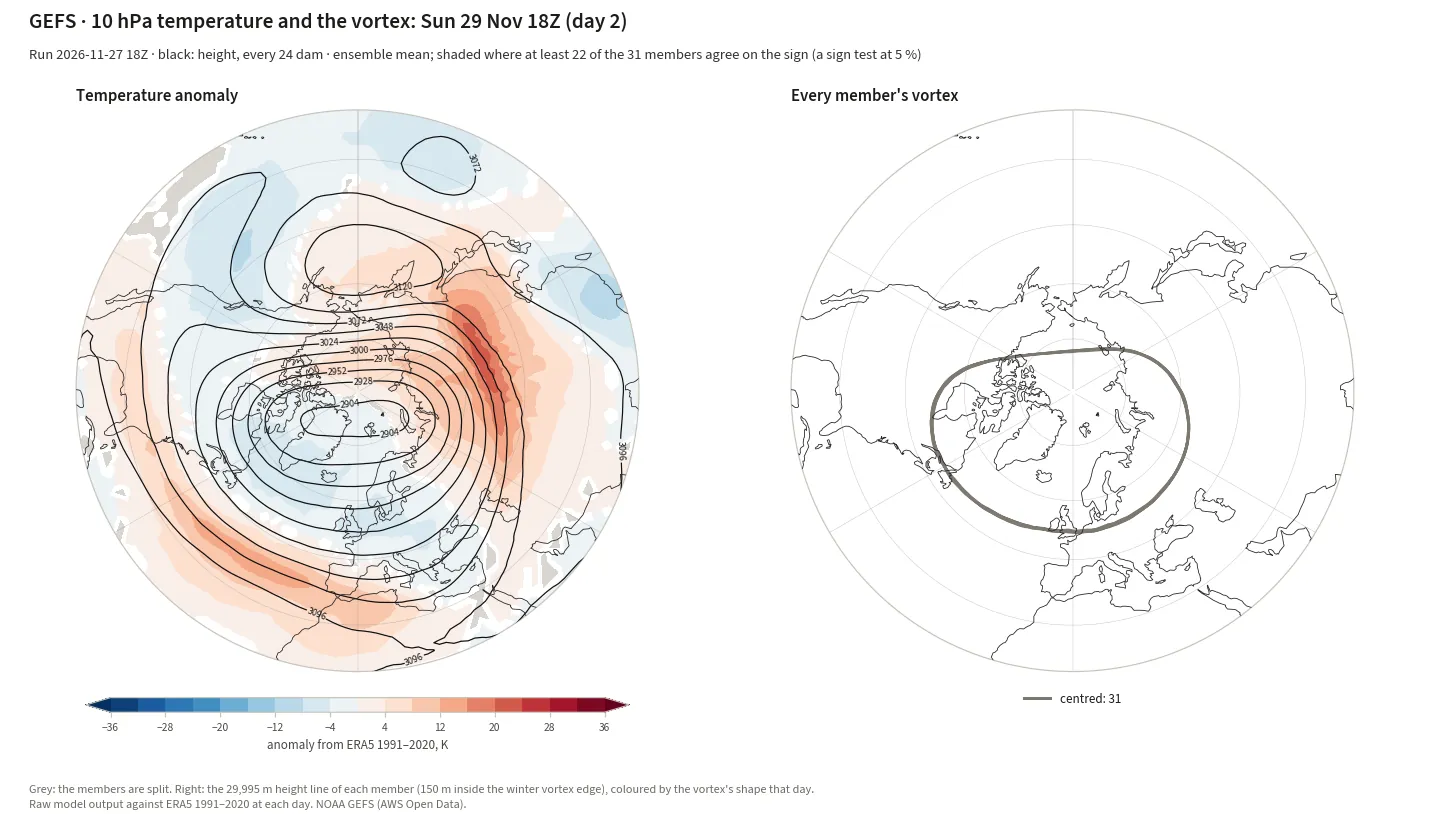 GEFS · 10 hPa temperature and the vortex: Sun 29 Nov 18Z (day 2)
Run 2026-11-27 18Z · black: height, every 24 dam · ensemble mean; shaded where at least 22 of the 31 members agree on the sign (a sign test at 5 %)
Temperature anomaly
Every member's vortex
3072
3120
3072
3048
3024
3000
2976
2952
2928
2904
2904
3096
3096
3096
centred: 31
−36 −28 −20 −12 −4 4 12 20 28 36
anomaly from ERA5 1991–2020, K
Grey: the members are split. Right: the 29,995 m height line of each member (150 m inside the winter vortex edge), coloured by the vortex's shape that day.
Raw model output against ERA5 1991–2020 at each day. NOAA GEFS (AWS Open Data).